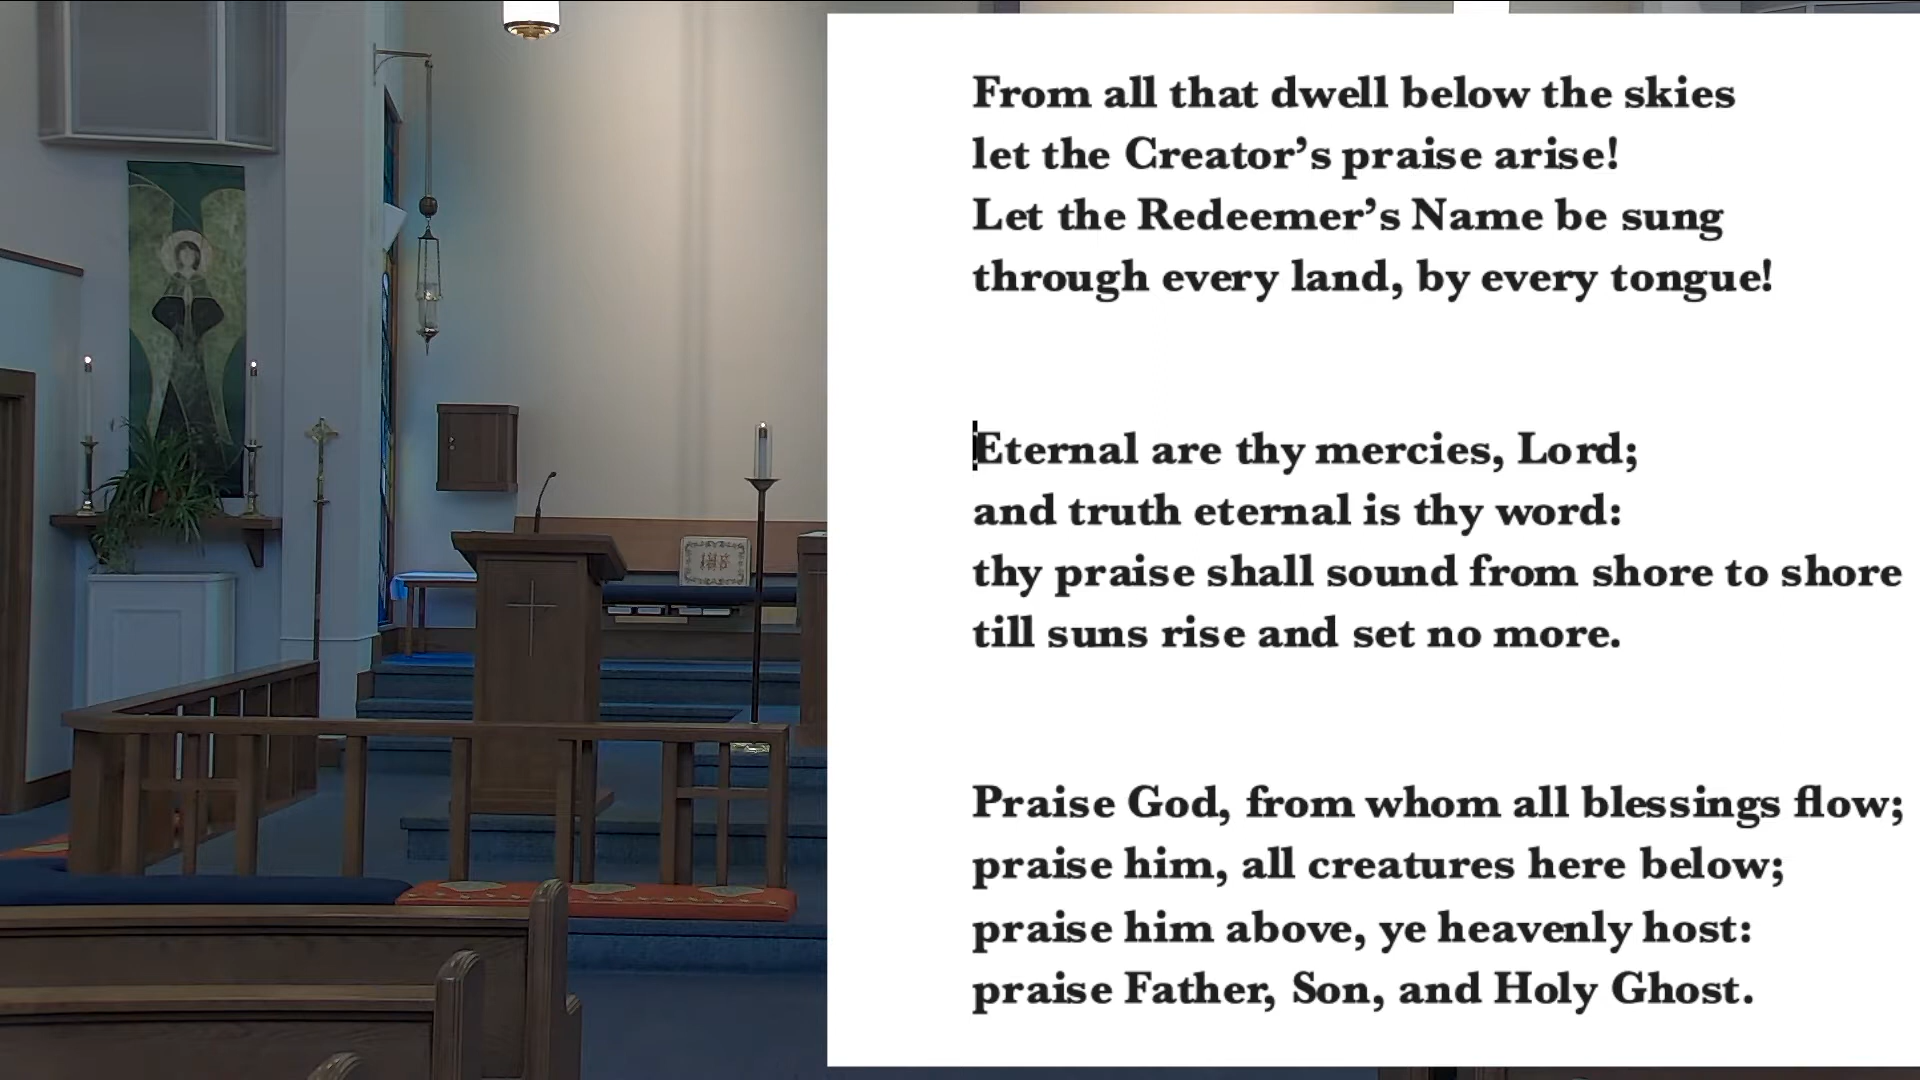 From all that dwell below the skies
let the Creator’s praise arise!
Let the Redeemer’s Name be sung
through every land, by every tongue!
Eternal are thy mercies, Lord;
and truth eternal is thy word:
thy praise shall sound from shore to shore
till suns rise and set no more.
Praise God, from whom all blessings flow;
praise him, all creatures here below;
praise him above, ye heavenly host:
praise Father, Son, and Holy Ghost.
IHS